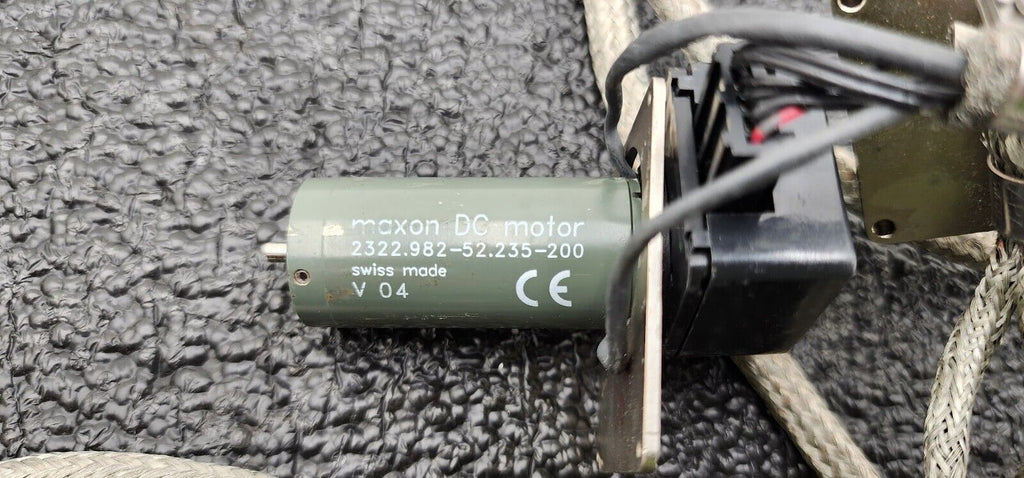 maxon DC motor
2322.982-52.235-200
swiss made
V 04
CE